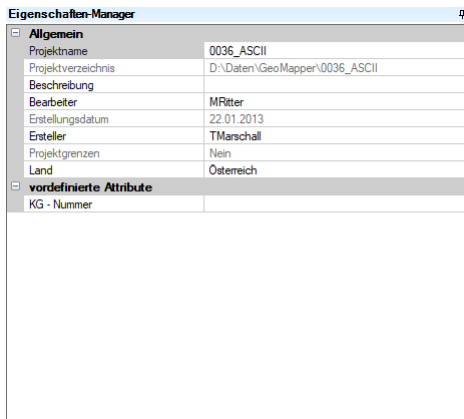 Eigenschaften-Manager
Allgemein
Projektname 0036_ASCII
Projektverzeichnis D:\Daten\GeoMapper\0036_ASCII
Beschreibung
Bearbeiter MRitter
Erstellungsdatum 22.01.2013
Ersteller TMarschall
Projektgrenzen Nein
Land Österreich
vordefinierte Attribute
KG - Nummer